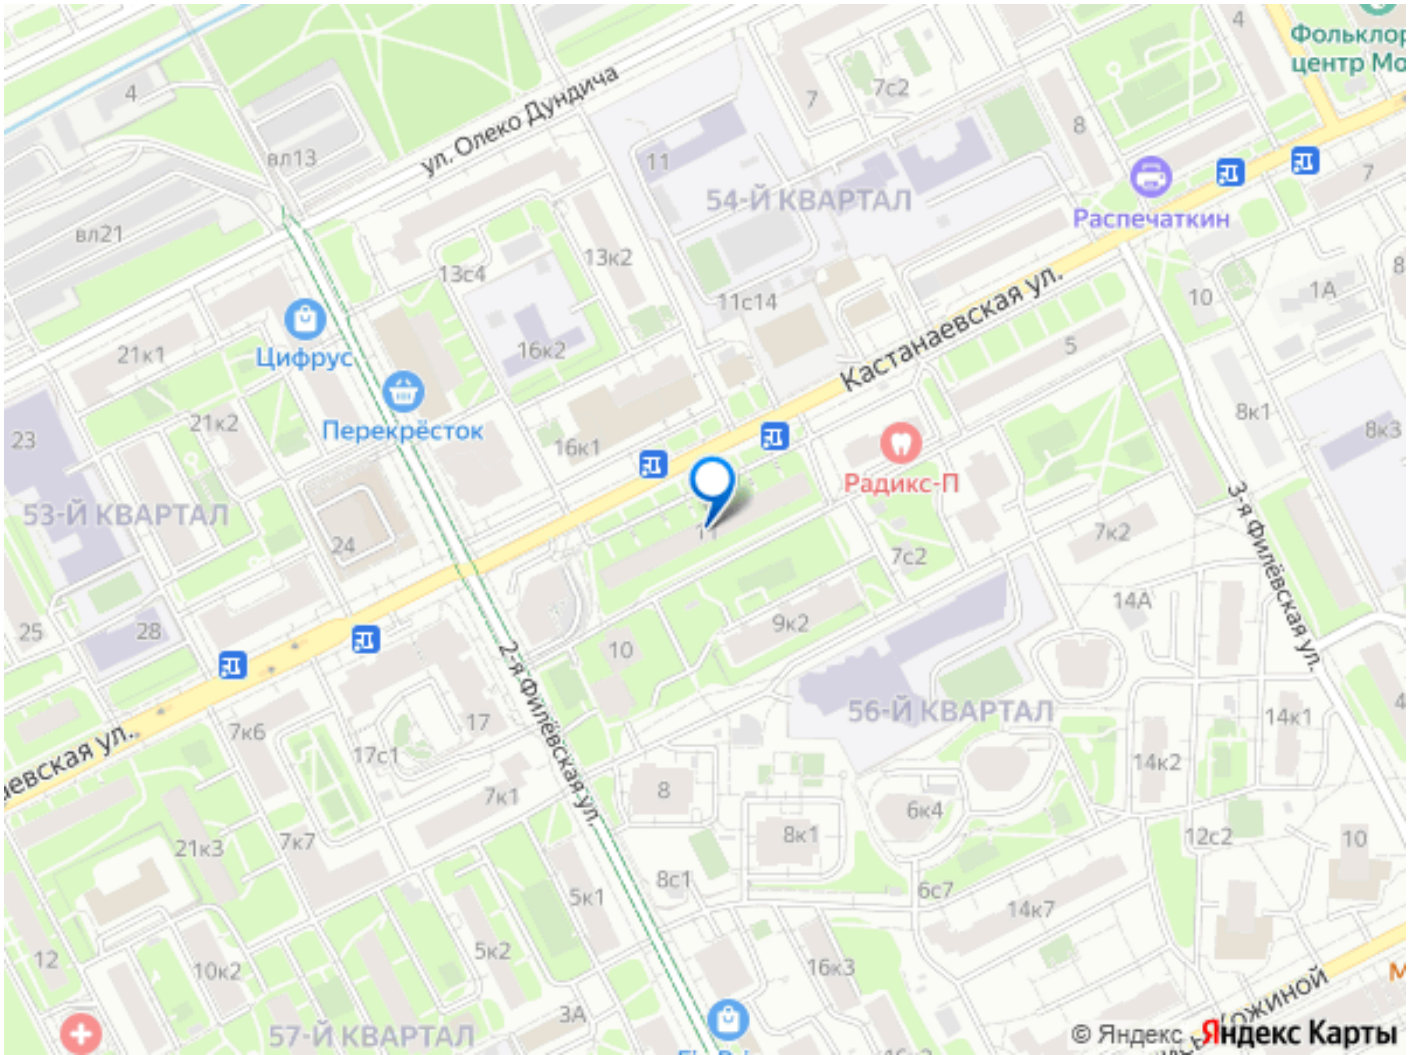 4
Фольклор
центр Мо
4
7с2
7
8
ул. Олеко Дундича
вл13
11
7
54-Й КВАРТАЛ
Распечаткин
вл21
13к2
13с4
8
1А
10
11с14
Кастанаевская ул.
Цифрус
21к1
16к2
5
21к2
8к1
8к3
23
Перекрёсток
16к1
Радикс-П
53-Й КВАРТАЛ
3-я Филёвская ул.
11
7к2
24
7с2
14А
9к2
25
28
10
2-я Филёвская ул.
56-Й КВАРТАЛ
14к1
4
17
7к6
аевская ул.
17с1
14к2
8
7к1
6к4
8к1
12с2
10
7к7
21к3
8с1
6с7
5к1
14к7
5к2
12
10к2
16к3
М
3А
57-Й КВАРТАЛ
жиной
© Яндекс Яндекс Карты